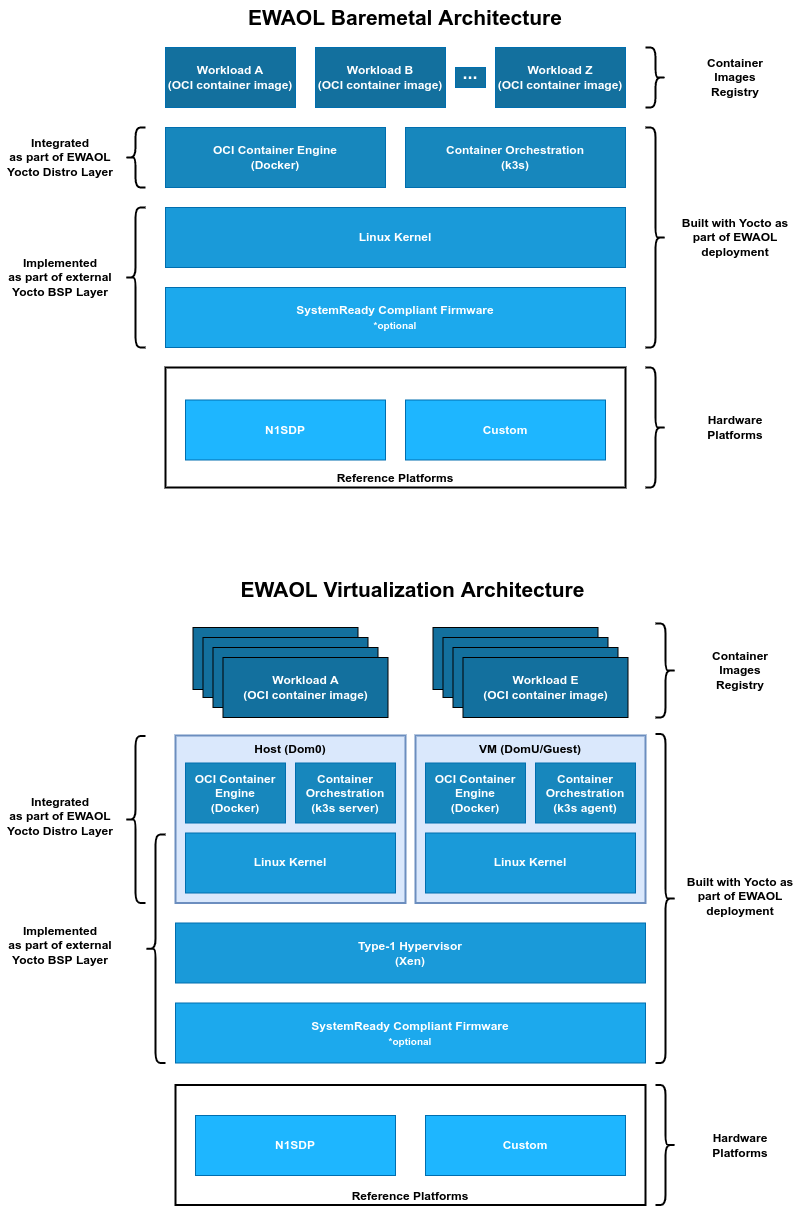 EWAOL Baremetal Architecture
Workload A
(OCI container image)
Workload B
(OCI container image)
...
Workload Z
(OCI container image)
Container
Images
Registry
Integrated
as part of EWAOL
Yocto Distro Layer
OCI Container Engine
(Docker)
Container Orchestration
(k3s)
Linux Kernel
Built with Yocto as
part of EWAOL
deployment
Implemented
as part of external
Yocto BSP Layer
SystemReady Compliant Firmware
*optional
N1SDP
Custom
Reference Platforms
Hardware
Platforms
EWAOL Virtualization Architecture
Workload A
(OCI container image)
Workload E
(OCI container image)
Container
Images
Registry
Host (Dom0)
OCI Container
Engine
(Docker)
Container
Orchestration
(k3s server)
Linux Kernel
VM (DomU/Guest)
OCI Container
Engine
(Docker)
Container
Orchestration
(k3s agent)
Linux Kernel
Integrated
as part of EWAOL
Yocto Distro Layer
Built with Yocto as
part of EWAOL
deployment
Implemented
as part of external
Yocto BSP Layer
Type-1 Hypervisor
(Xen)
SystemReady Compliant Firmware
*optional
N1SDP
Custom
Reference Platforms
Hardware
Platforms